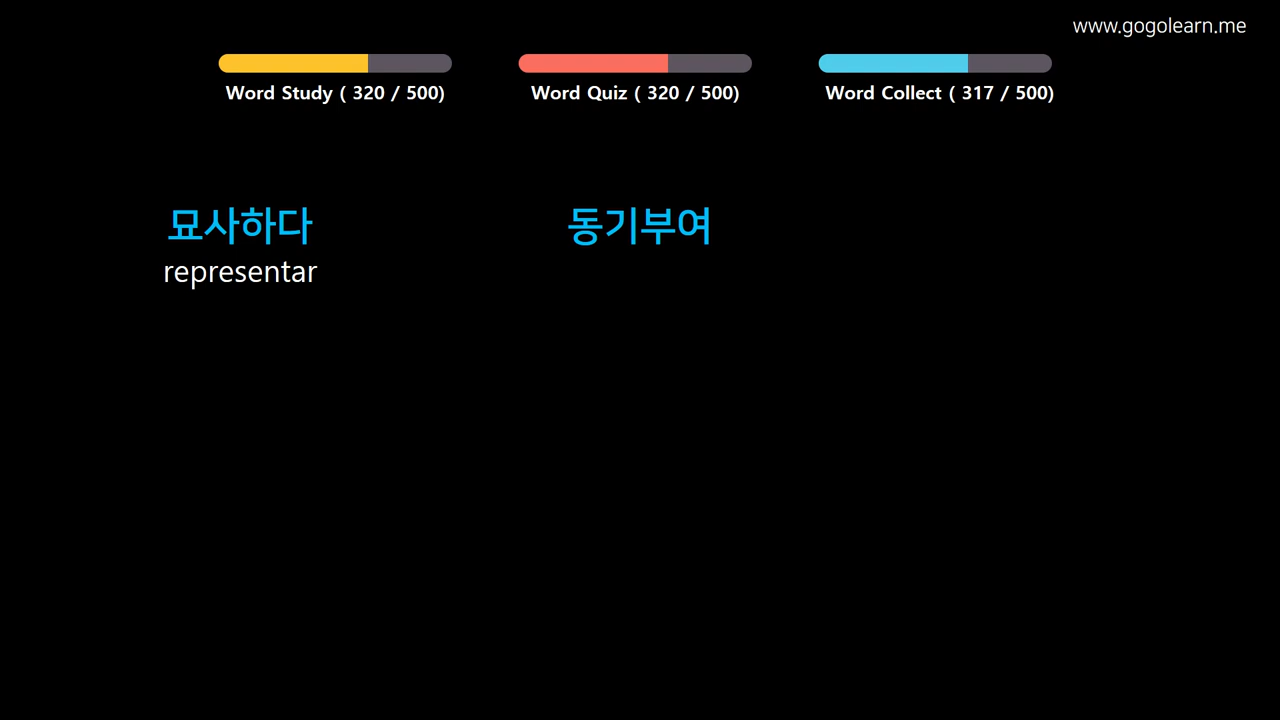 www.gogolearn.me
Word Study ( 320 / 500)
Word Quiz ( 320 / 500)
Word Collect ( 317 / 500)
묘사하다
representar
동기부여